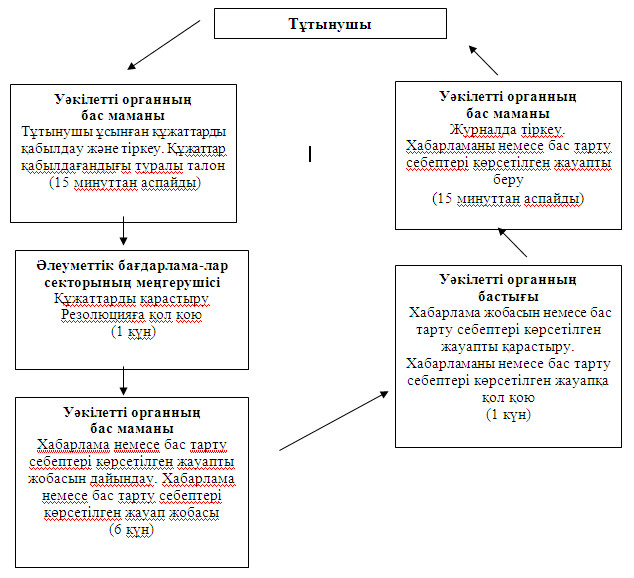 Тұтынушы
Уәкілетті органның
бас маманы
Тұтынушы ұсынған құжаттарды
қабылдау және тіркеу. Құжаттар
қабылдағандығы туралы талон
(15 минуттан аспайды)
Әлеуметтік бағдарлама-лар
секторының меңгерушісі
Құжаттарды қарастыру
Резолюцияға қол қою
(1 күн)
Уәкілетті органның
бас маманы
Хабарлама немесе бас тарту
себептері көрсетілген жауапты
жобасын дайындау. Хабарлама
немесе бас тарту себептері
көрсетілген жауап жобасы
(6 күн)
Уәкілетті органның
бастығы
Хабарлама жобасын немесе бас
тарту себептері көрсетілген
жауапты қарастыру.
Хабарламаны немесе бас тарту
себептері көрсетілген жауапқа
қол қою
(1 күн)
Уәкілетті органның
бас маманы
Журналда тіркеу.
Хабарламаны немесе бас тарту
себептері көрсетілген жауапты
беру
(15 минуттан аспайды)